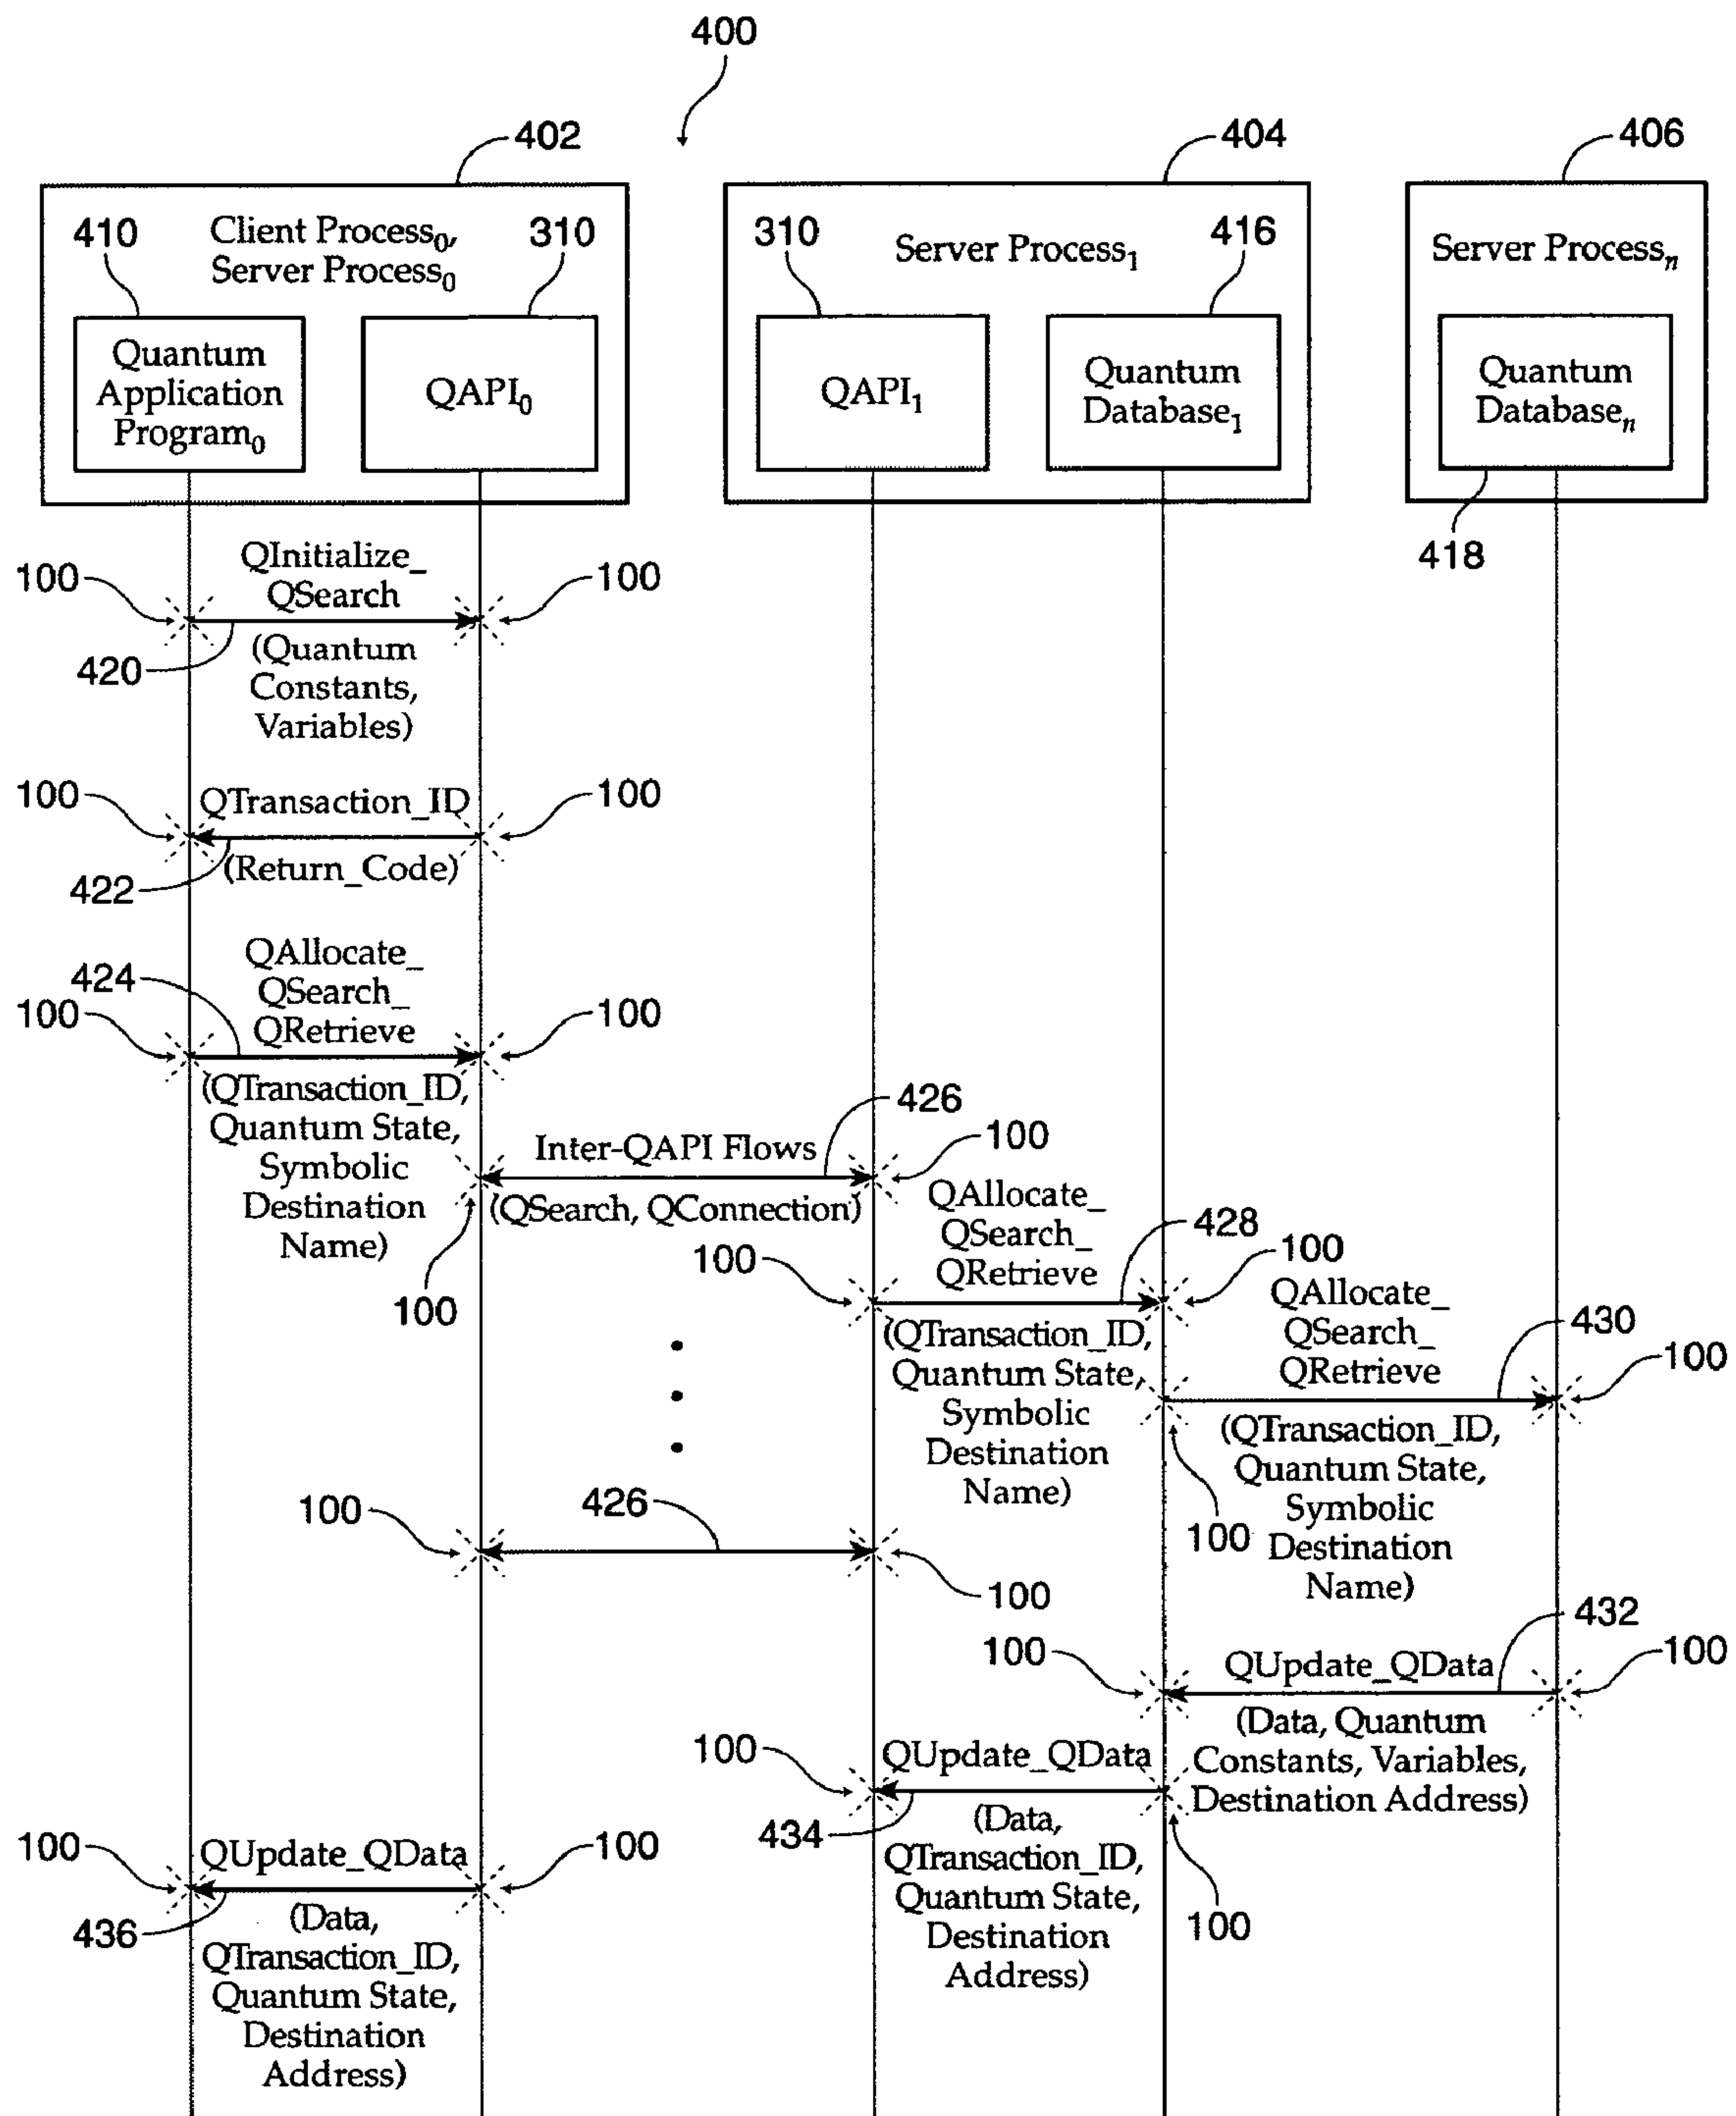 400
402
404
406
410
Client Process0,
Server Process0
310
310
Server Process1
416
Server Processn
Quantum
Application
Program0
QAPI0
QAPI1
Quantum
Database1
Quantum
Databasen
418
QInitialize_
QSearch
100
100
420
(Quantum
Constants,
Variables)
100
QTransaction_ID
100
422
(Return_Code)
QAllocate_
QSearch_
QRetrieve
424
100
100
(QTransaction_ID,
Quantum State,
Symbolic
Destination
Name)
426
Inter-QAPI Flows
100
(QSearch, QConnection)
100
QAllocate_
QSearch_
QRetrieve
428
100
100
(QTransaction_ID,
Quantum State,
Symbolic
Destination
Name)
QAllocate_
QSearch_
QRetrieve
430
100
100
(QTransaction_ID,
Quantum State,
Symbolic
Destination
Name)
426
100
100
432
100
QUpdate_QData
100
(Data, Quantum
Constants, Variables,
Destination Address)
100
QUpdate_QData
434
100
(Data,
QTransaction_ID,
Quantum State,
Destination
Address)
100
QUpdate_QData
100
436
(Data,
QTransaction_ID,
Quantum State,
Destination
Address)